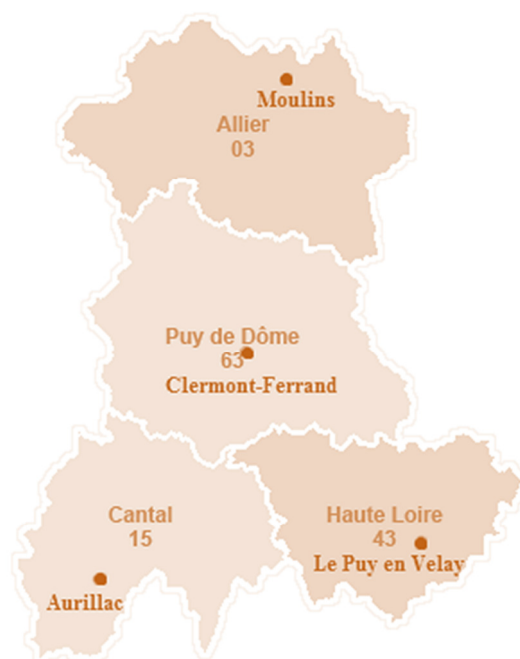 Moulins
Allier
03
Puy de Dôme
63
Clermont-Ferrand
Cantal
15
Aurillac
Haute Loire
43
Le Puy en Velay